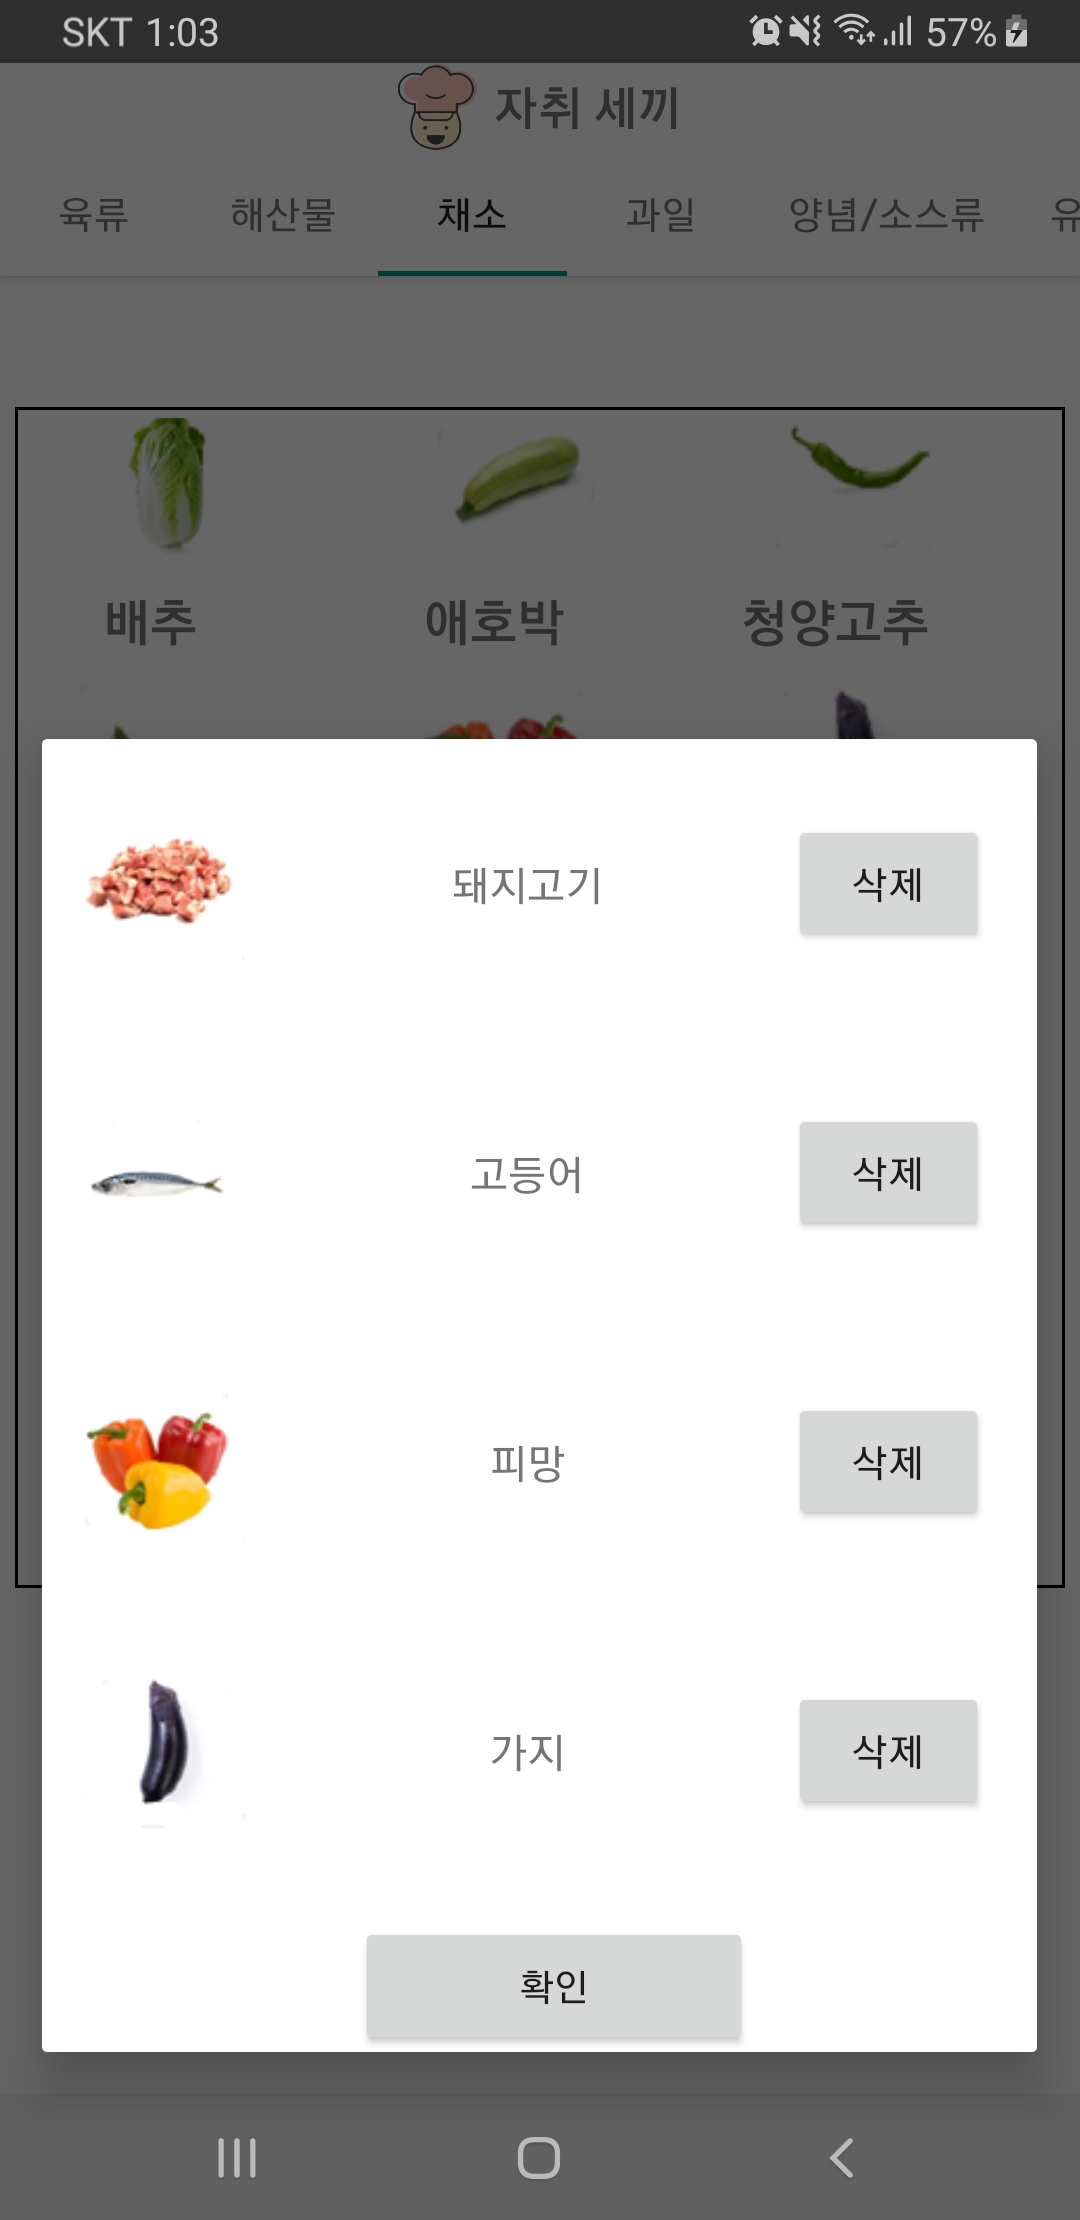 SKT 1:03 57%
자취 세끼
육류 해산물 채소 과일 양념/소스류 유
배추 애호박 청양고추
돼지고기 삭제
고등어 삭제
피망 삭제
가지 삭제
확인